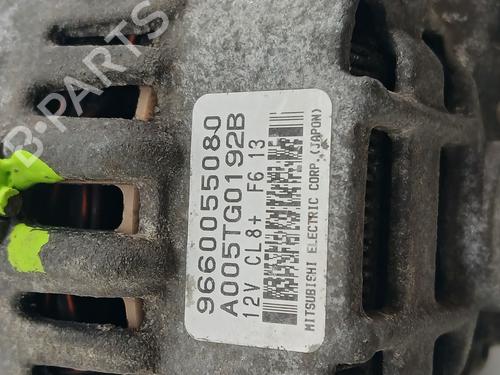 9660055080
A005TG0192B
12V CL8+ F6 13
MITSUBISHI ELECTRIC CORP.(JAPON)
B-PARTS